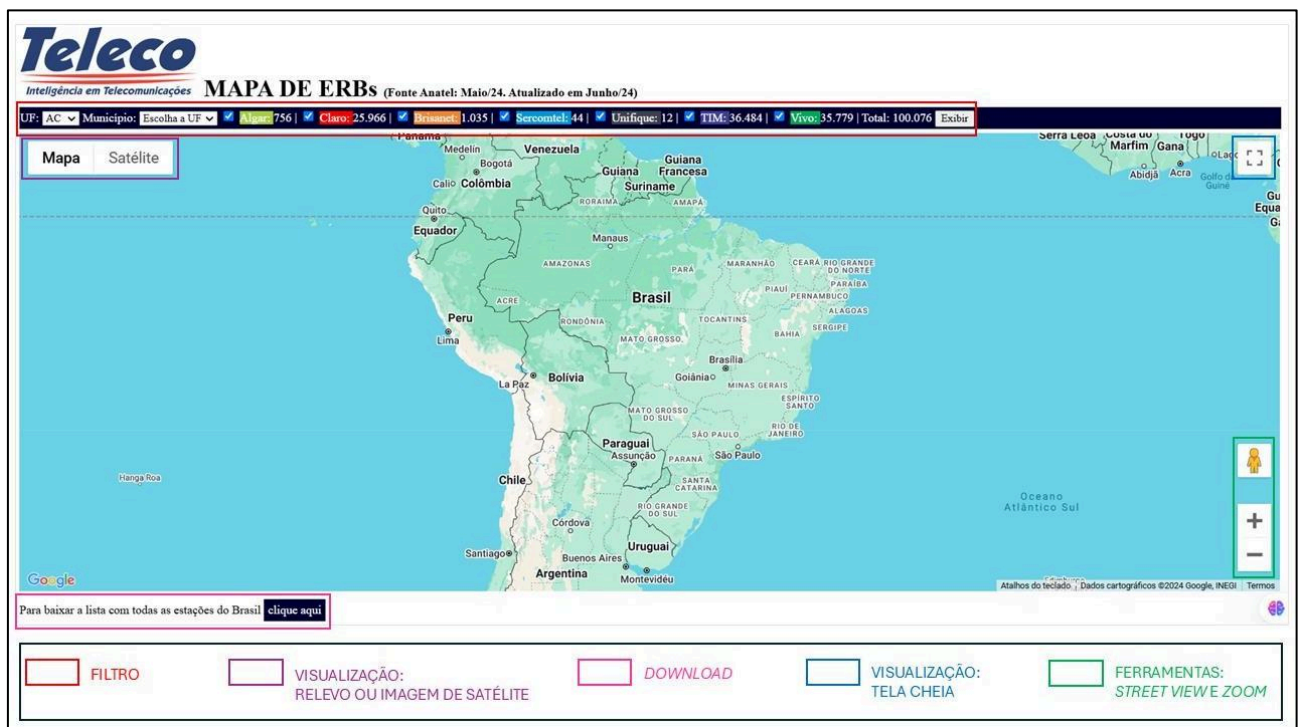 Teleco
Inteligência em Telecomunicações
MAPA DE ERBs (Fonte Anatel: Maio/24. Atualizado em Junho/24)
UF: AC Municipio: Escolha a UF Algar: 756 | Claro: 25.966 | Brisanet: 1.035 | Sercomtel: 44 | Unifique: 12 | TIM: 36.484 | Vivo: 35.779 | Total: 100.076 Exibir
Mapa Satélite
Panamá
Medelín
Venezuela
Bogotá
Cali
Colômbia
Guiana
Guiana
Francesa
Suriname
Serra Leoa
Costa do
Marfim
Togo
Gana
Abidjã
Acra
Golfo da
Guiné
RORAIMA
AMAPÁ
Quito
Equador
Manaus
AMAZONAS
PARÁ
MARANHÃO
CEARÁ
RIO GRANDE
DO NORTE
PARAÍBA
PIAUÍ
PERNAMBUCO
ACRE
Brasil
ALAGOAS
Peru
RONDÔNIA
TOCANTINS
SERGIPE
Lima
MATO GROSSO
BAHIA
Brasília
La Paz
Bolívia
Goiânia
MINAS GERAIS
ESPÍRITO
SANTO
MATO GROSSO
DO SUL
RIO DE
JANEIRO
SÃO PAULO
Paraguai
Assunção
PARANÁ
São Paulo
Hanga Roa
Chile
SANTA
CATARINA
Oceano
Atlântico Sul
RIO GRANDE
DO SUL
Córdova
Uruguai
Santiago
Buenos Aires
Argentina
Montevidéu
Google
Atalhos do teclado Dados cartográficos ©2024 Google, INEGI Termos
Para baixar a lista com todas as estações do Brasil clique aqui
FILTRO
VISUALIZAÇÃO:
RELEVO OU IMAGEM DE SATÉLITE
DOWNLOAD
VISUALIZAÇÃO:
TELA CHEIA
FERRAMENTAS:
STREET VIEW E ZOOM